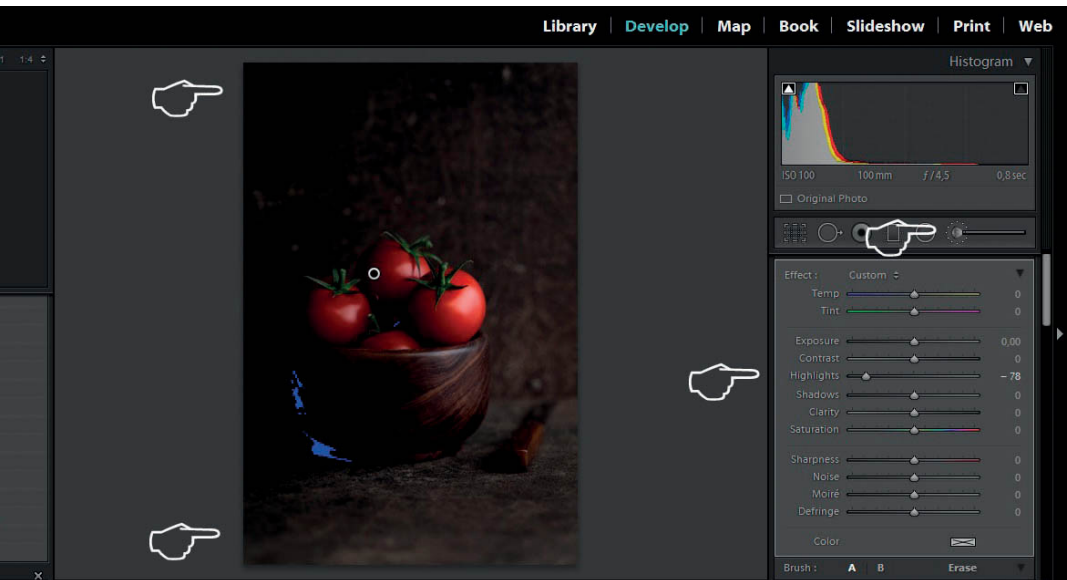 Library | Develop | Map | Book | Slideshow | Print | Web
1:4
Histogram
ISO 100 100 mm f / 4,5 0,8 sec
Original Photo
Effect : Custom
Temp 0
Tint 0
Exposure 0,00
Contrast 0
Highlights – 78
Shadows 0
Clarity 0
Saturation 0
Sharpness 0
Noise 0
Moiré 0
Defringe 0
Color
Brush : A B Erase